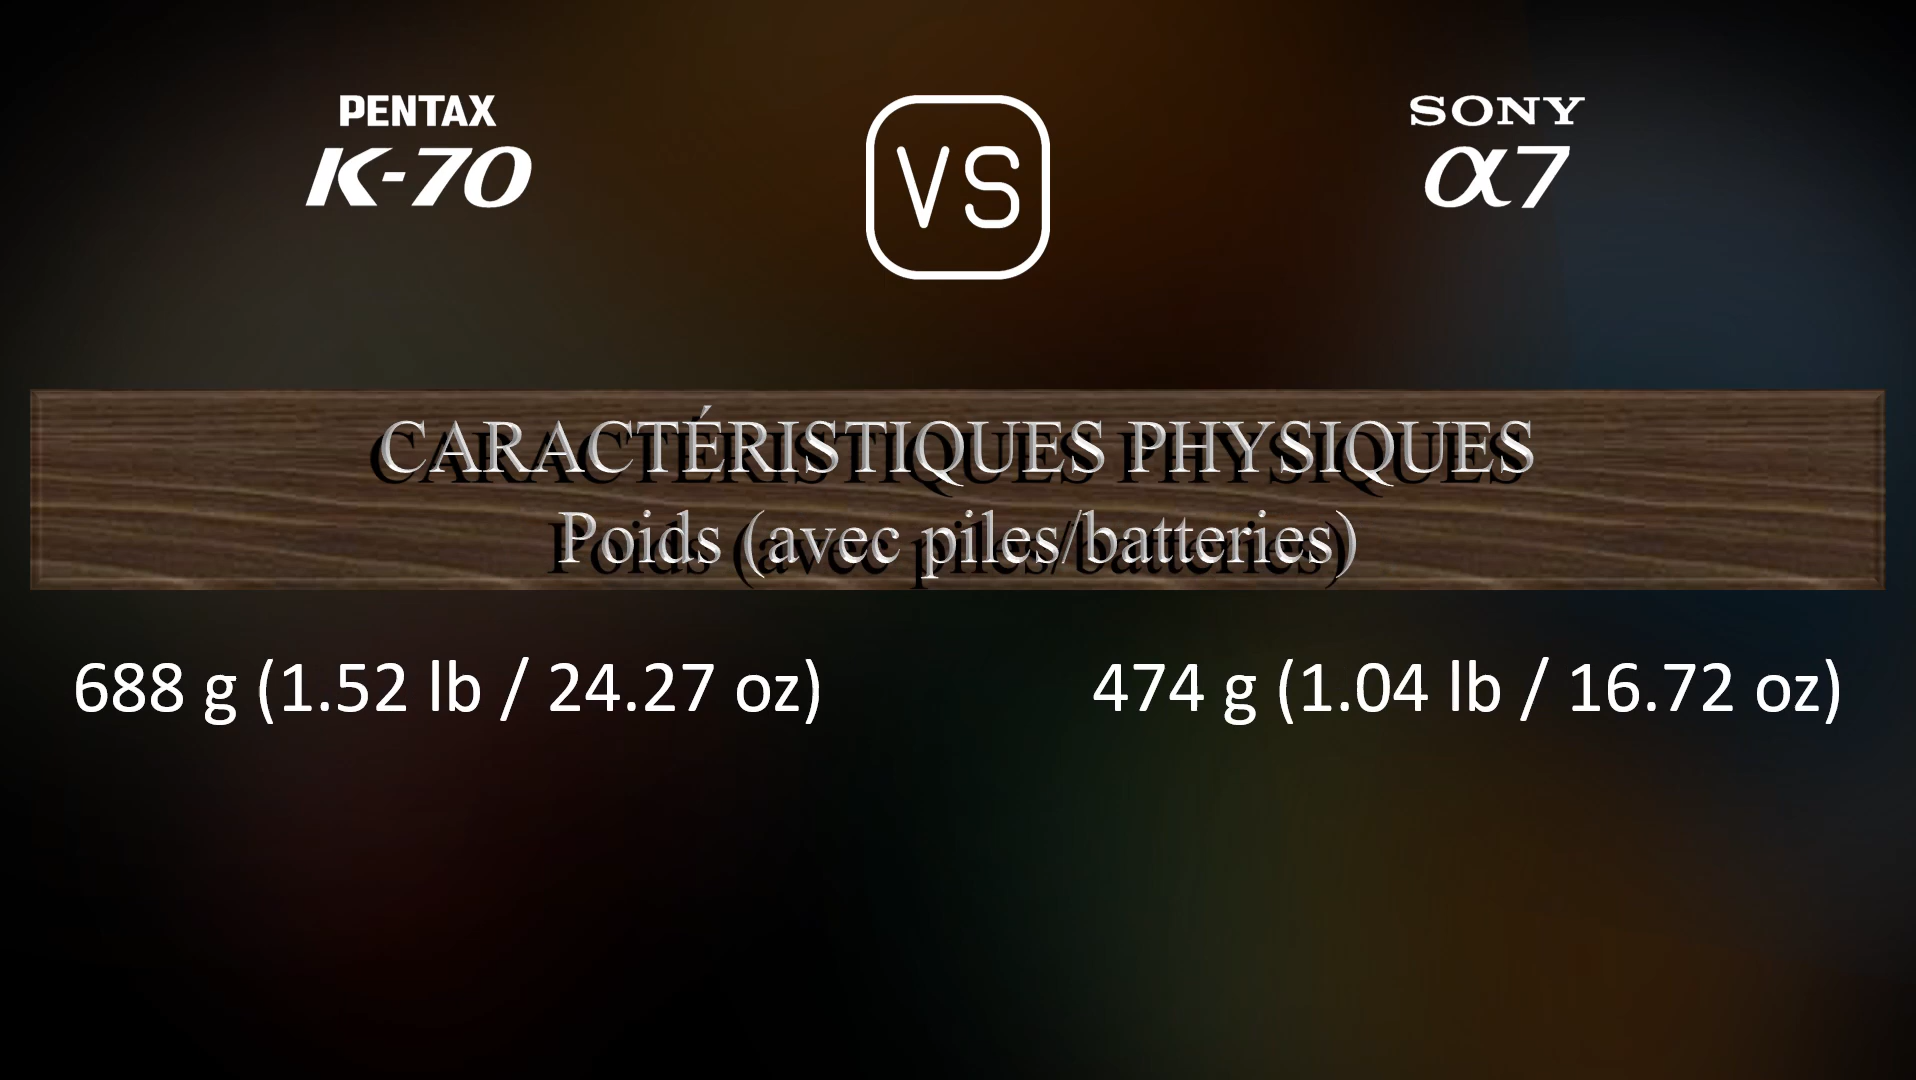 PENTAX
K-70
VS
SONY
α7
CARACTÉRISTIQUES PHYSIQUES
Poids (avec piles/batteries)
688 g (1.52 lb / 24.27 oz)
474 g (1.04 lb / 16.72 oz)